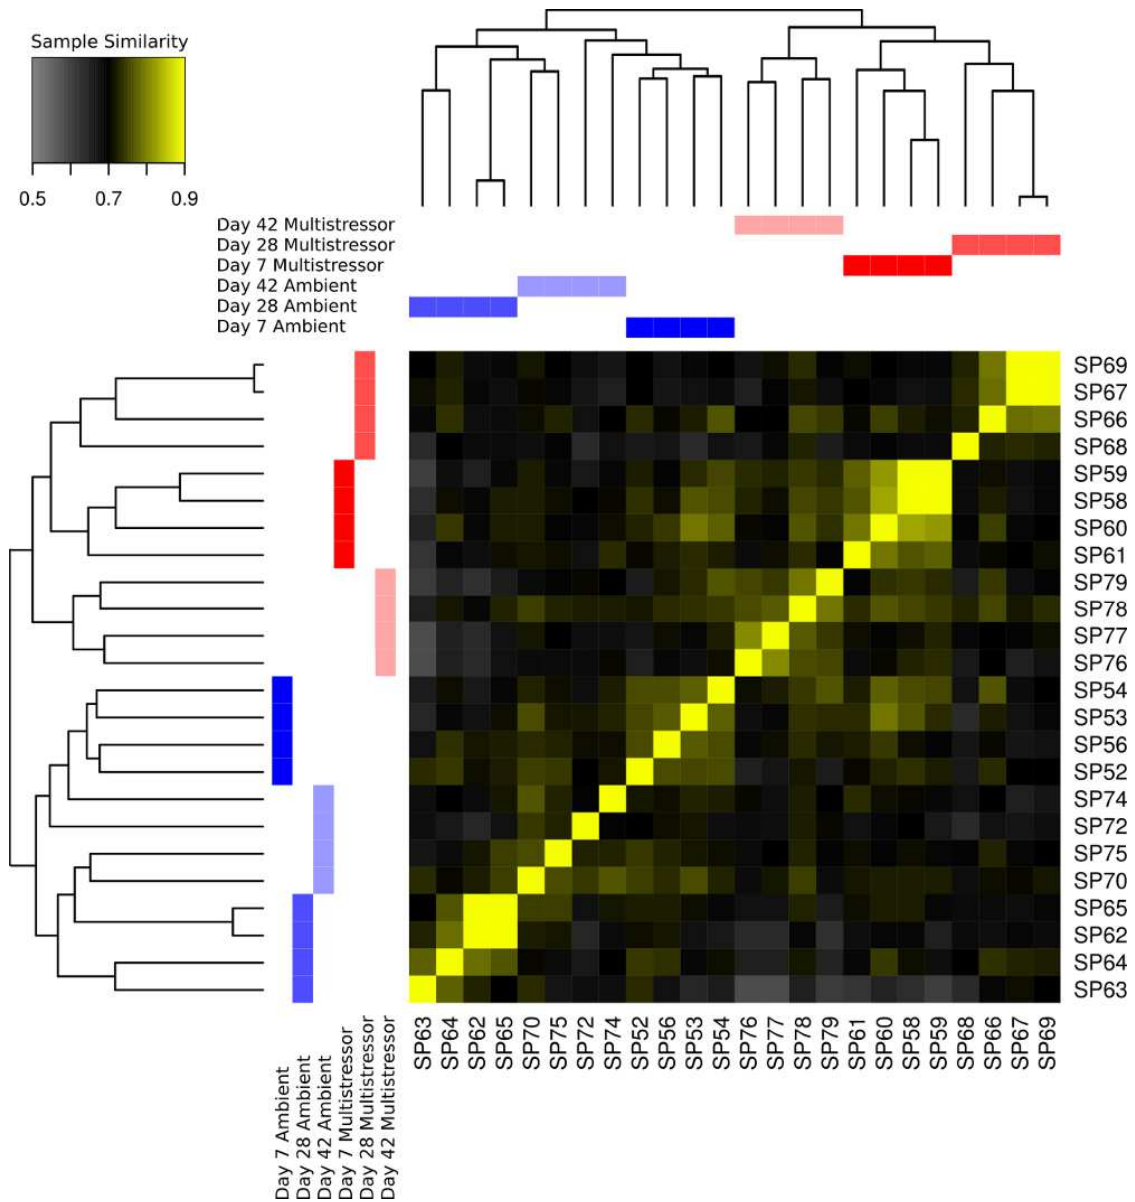 Sample Similarity
0.5 0.7 0.9
Day 42 Multistressor
Day 28 Multistressor
Day 7 Multistressor
Day 42 Ambient
Day 28 Ambient
Day 7 Ambient
SP69
SP67
SP66
SP68
SP59
SP58
SP60
SP61
SP79
SP78
SP77
SP76
SP54
SP53
SP56
SP52
SP74
SP72
SP75
SP70
SP65
SP62
SP64
SP63
SP63
SP64
SP62
SP65
SP70
SP75
SP72
SP74
SP52
SP56
SP53
SP54
SP76
SP77
SP78
SP79
SP61
SP60
SP58
SP59
SP68
SP66
SP67
SP69
Day 7 Ambient
Day 28 Ambient
Day 42 Ambient
Day 7 Multistressor
Day 28 Multistressor
Day 42 Multistressor